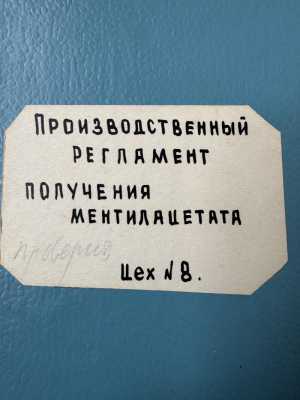 ПРОИЗВОДСТВЕННЫЙ
РЕГЛАМЕНТ
ПОЛУЧЕНИЯ
МЕНТИЛАЦЕТАТА
Цех №8.